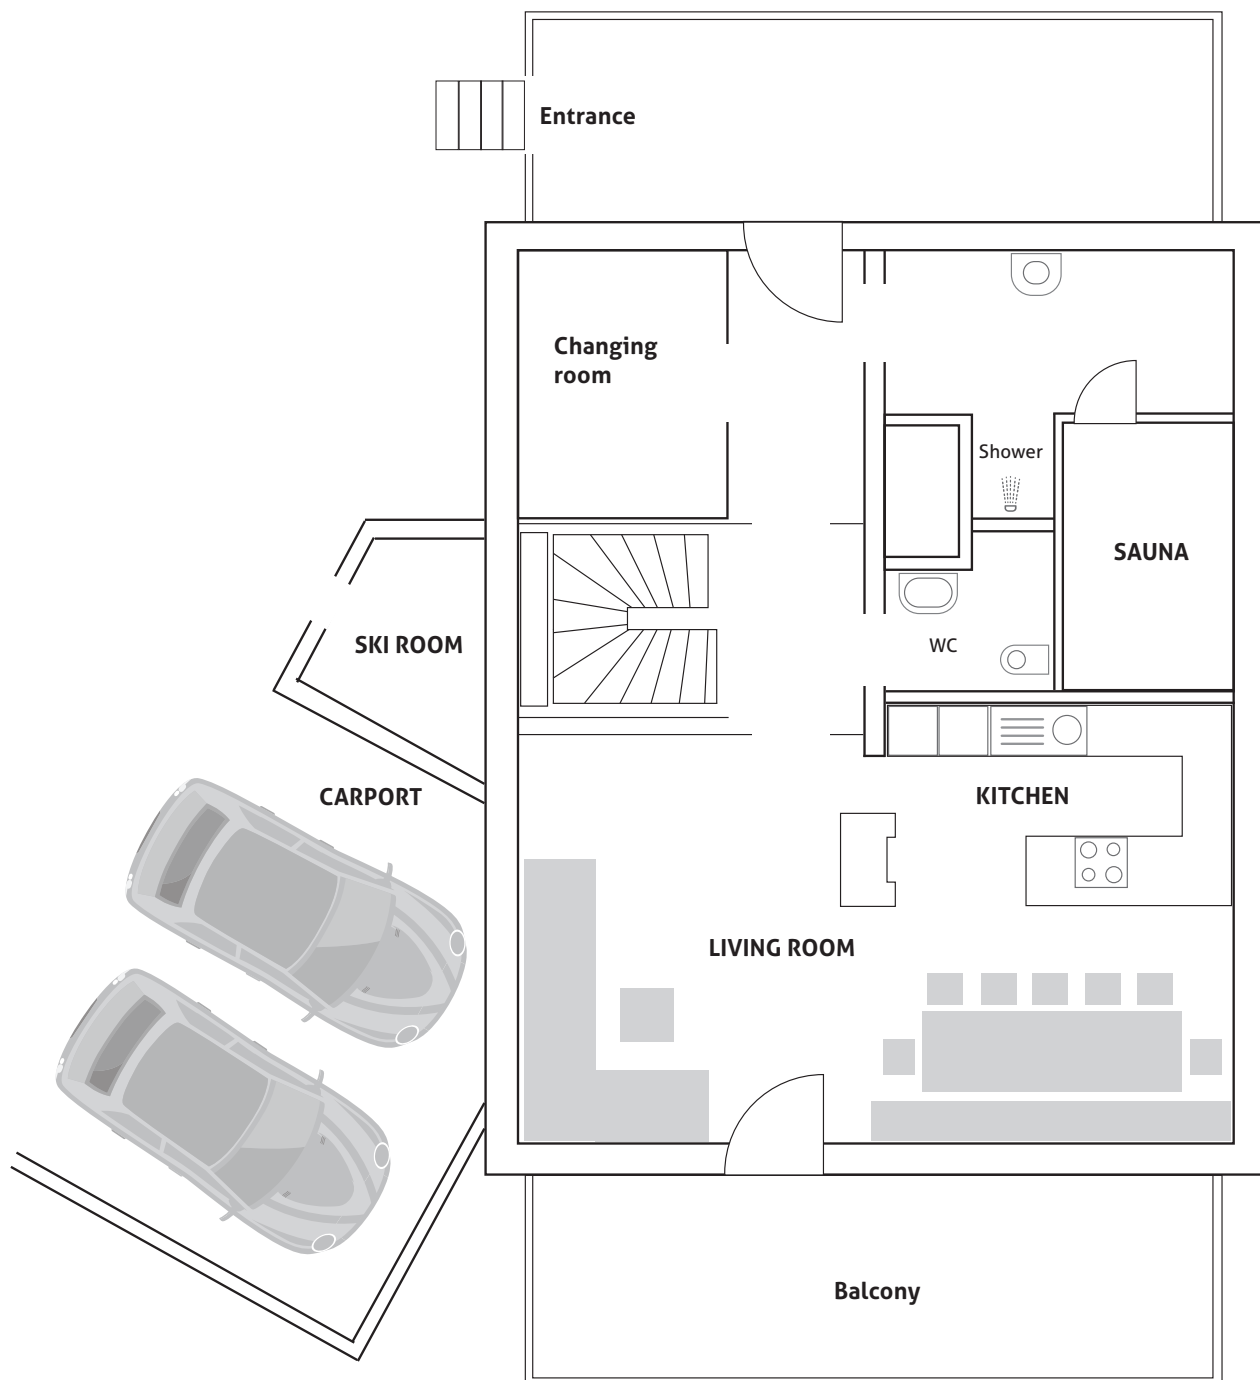 Entrance
Changing
room
Shower
SAUNA
SKI ROOM
WC
CARPORT
KITCHEN
LIVING ROOM
Balcony